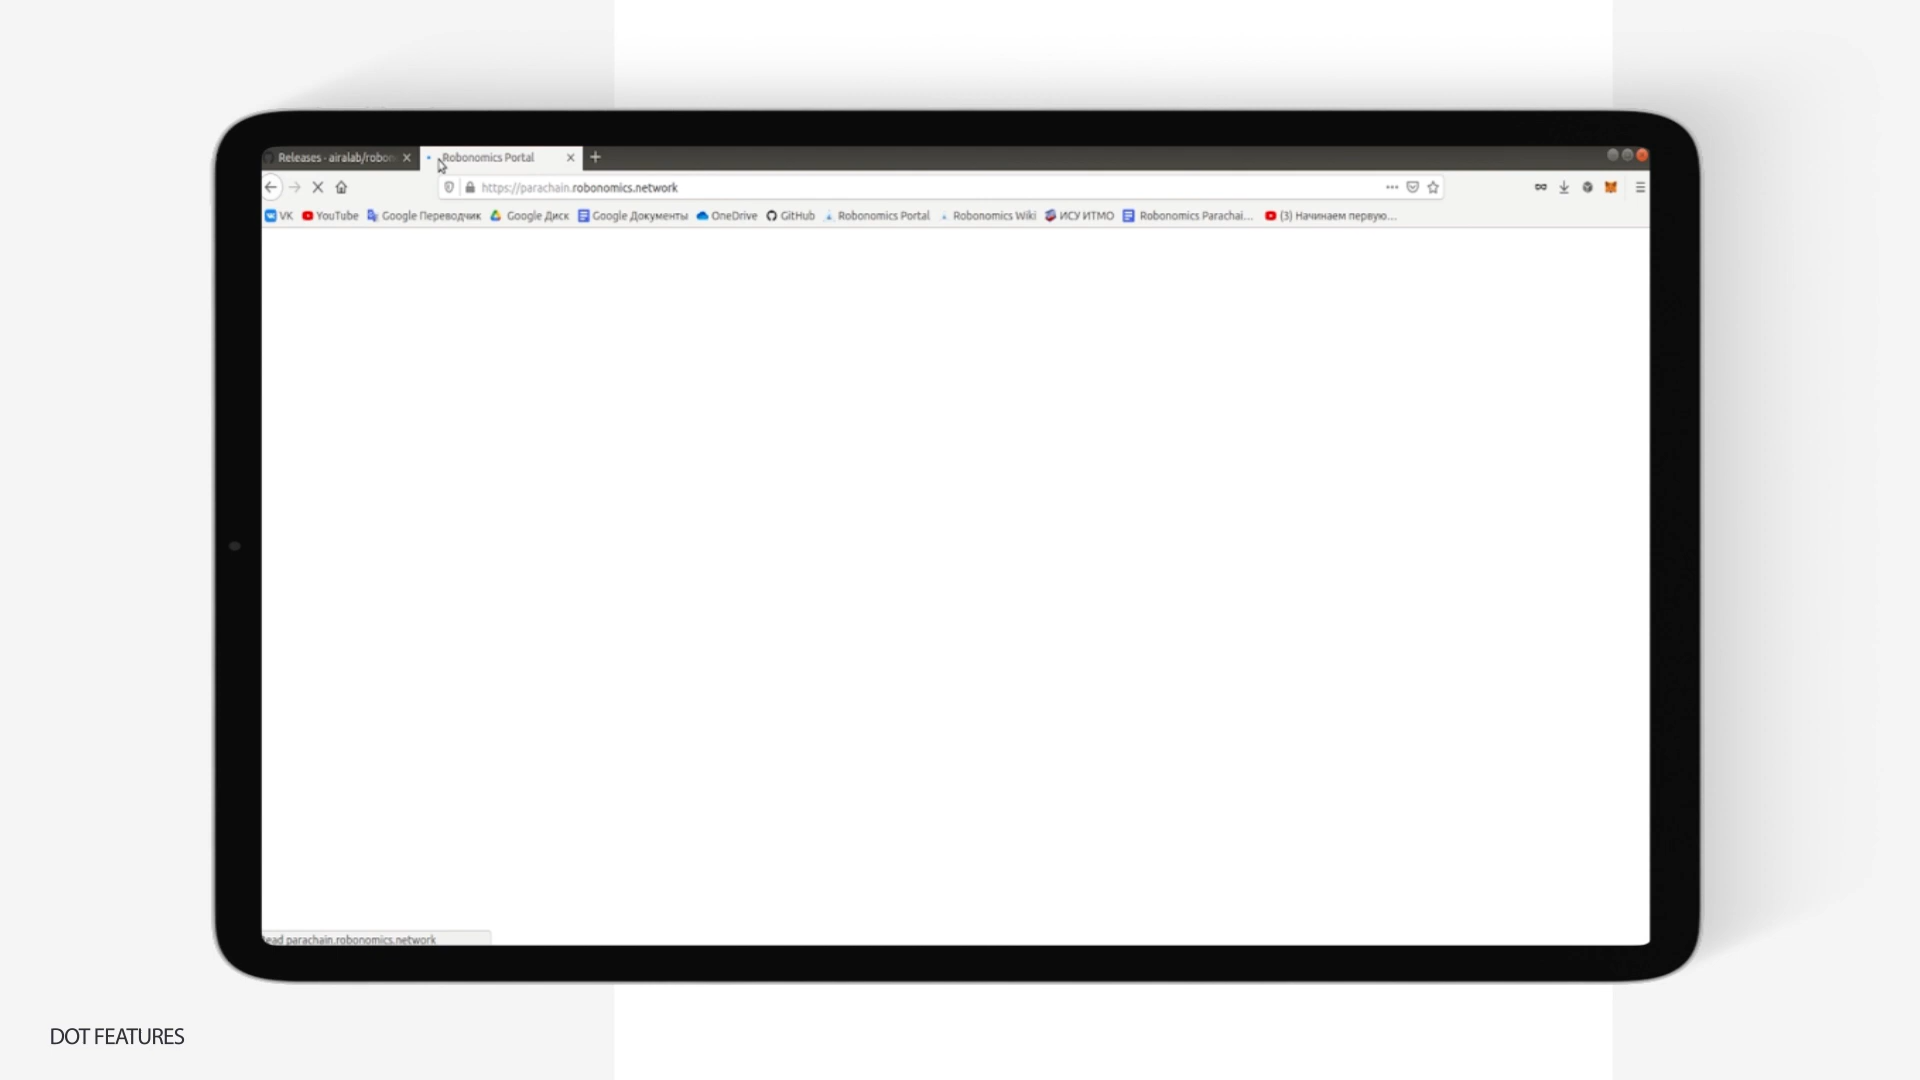 Releases - airalab/robon
Robonomics Portal
https://parachain.robonomics.network
VK YouTube Google Переводчик Google Диск Google Документы OneDrive GitHub Robonomics Portal Robonomics Wiki ИСУ ИТМО Robonomics Parachai... (3) Начинаем первую...
Read parachain.robonomics.network
DOT FEATURES